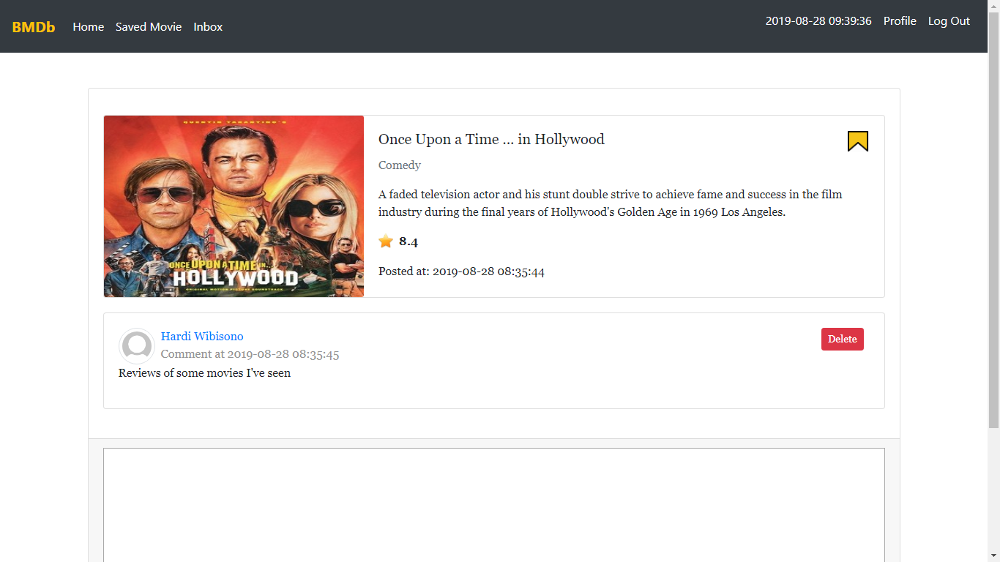 BMDb Home Saved Movie Inbox 2019-08-28 09:39:36 Profile Log Out
QUENTIN TARANTINO'S
ONCE UPON A TIME IN...
HOLLYWOOD
ORIGINAL MOTION PICTURE SOUNDTRACK
Once Upon a Time ... in Hollywood
Comedy
A faded television actor and his stunt double strive to achieve fame and success in the film
industry during the final years of Hollywood's Golden Age in 1969 Los Angeles.
8.4
Posted at: 2019-08-28 08:35:44
Hardi Wibisono
Delete
Comment at 2019-08-28 08:35:45
Reviews of some movies I've seen